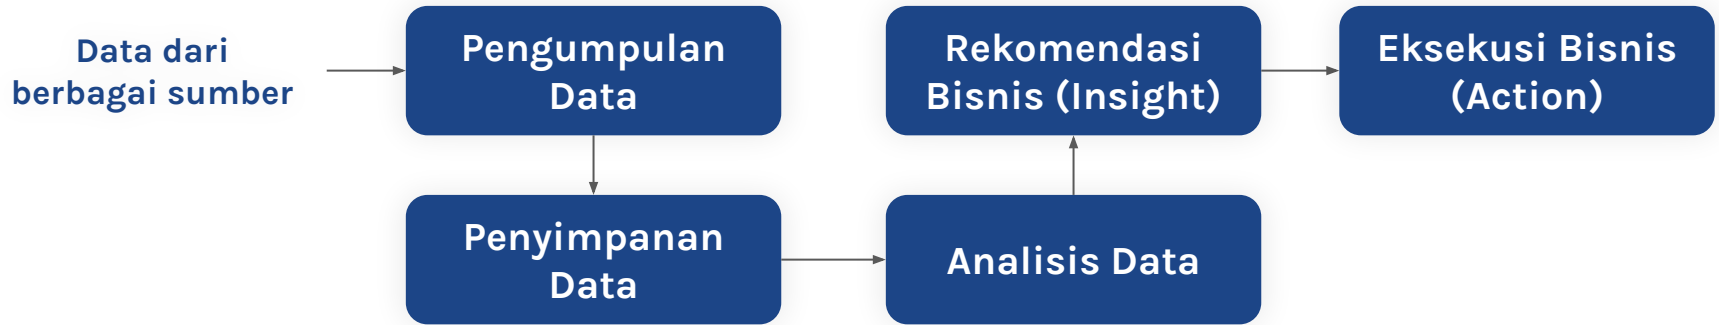 Data dari
berbagai sumber
Pengumpulan
Data
Penyimpanan
Data
Analisis Data
Rekomendasi
Bisnis (Insight)
Eksekusi Bisnis
(Action)